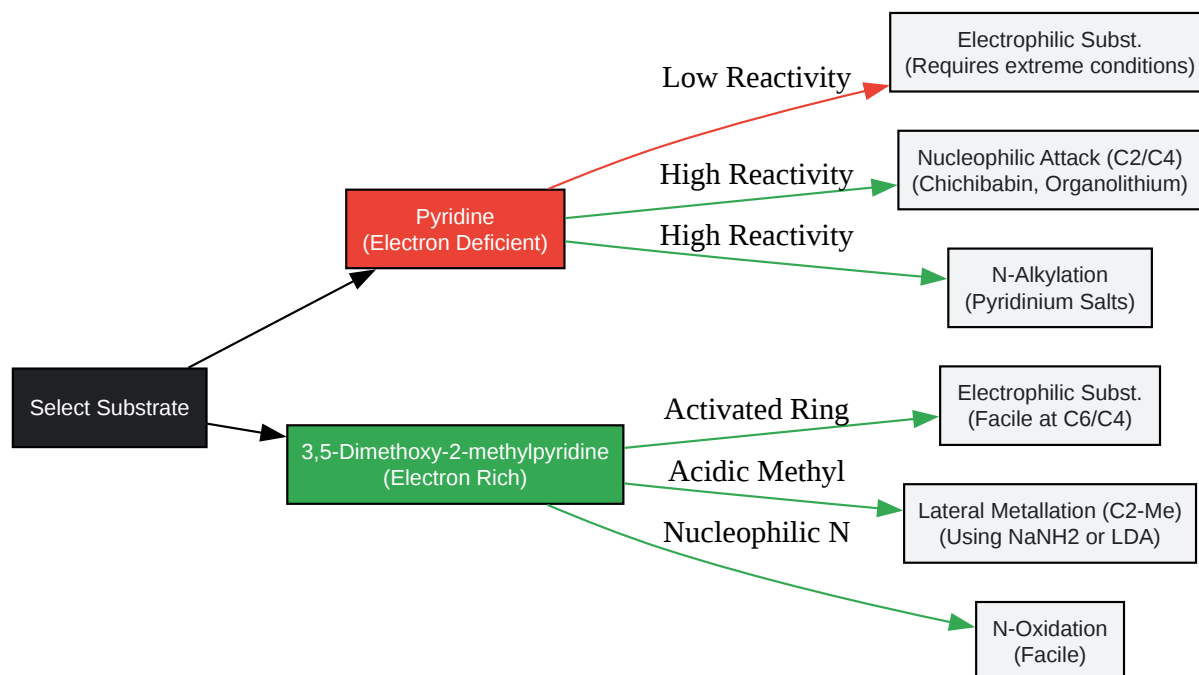 Electrophilic Subst.
(Requires extreme conditions)
Low Reactivity
Nucleophilic Attack (C2/C4)
(Chichibabin, Organolithium)
High Reactivity
Pyridine
(Electron Deficient)
High Reactivity
N-Alkylation
(Pyridinium Salts)
Select Substrate
Electrophilic Subst.
(Facile at C6/C4)
Activated Ring
3,5-Dimethoxy-2-methylpyridine
(Electron Rich)
Acidic Methyl
Lateral Metallation (C2-Me)
(Using NaNH2 or LDA)
Nucleophilic N
N-Oxidation
(Facile)